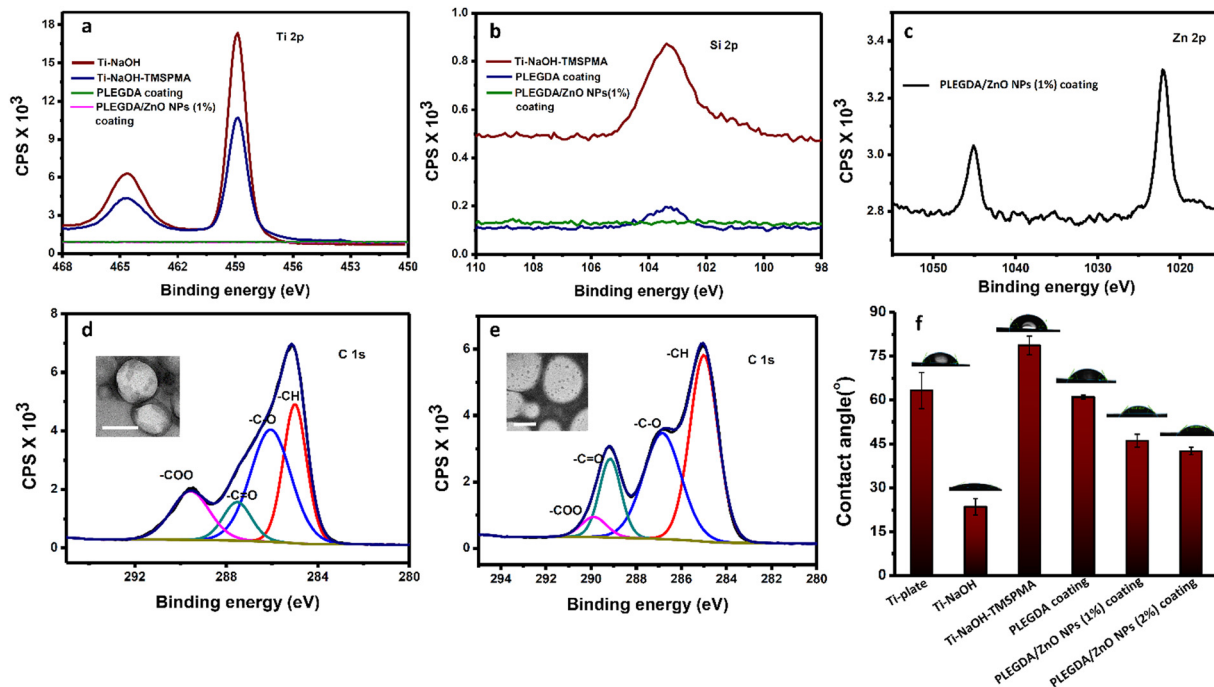 a
Ti 2p
Ti-NaOH
Ti-NaOH-TMSPMA
PLEGDA coating
PLEGDA/ZnO NPs (1%)
coating
CPS X 10³
18
15
12
9
6
3
0
468 465 462 459 456 453 450
Binding energy (eV)
b
Si 2p
Ti-NaOH-TMSPMA
PLEGDA coating
PLEGDA/ZnO NPs(1%)
coating
CPS X 10³
1.0
0.8
0.6
0.4
0.2
0.0
110 108 106 104 102 100 98
Binding energy (eV)
c
Zn 2p
PLEGDA/ZnO NPs (1%) coating
CPS X 10³
3.4
3.1
2.8
1050 1040 1030 1020
Binding energy (eV)
d
C 1s
-CH
-C-O
-COO
-C=O
CPS X 10³
8
6
4
2
0
292 288 284 280
Binding energy (eV)
e
C 1s
-CH
-C-O
-C=O
-COO
CPS X 10³
6
4
2
0
294 292 290 288 286 284 282 280
Binding energy (eV)
f
Contact angle(°)
90
75
60
45
30
15
0
Ti-plate
Ti-NaOH
Ti-NaOH-TMSPMA
PLEGDA coating
PLEGDA/ZnO NPs (1%) coating
PLEGDA/ZnO NPs (2%) coating